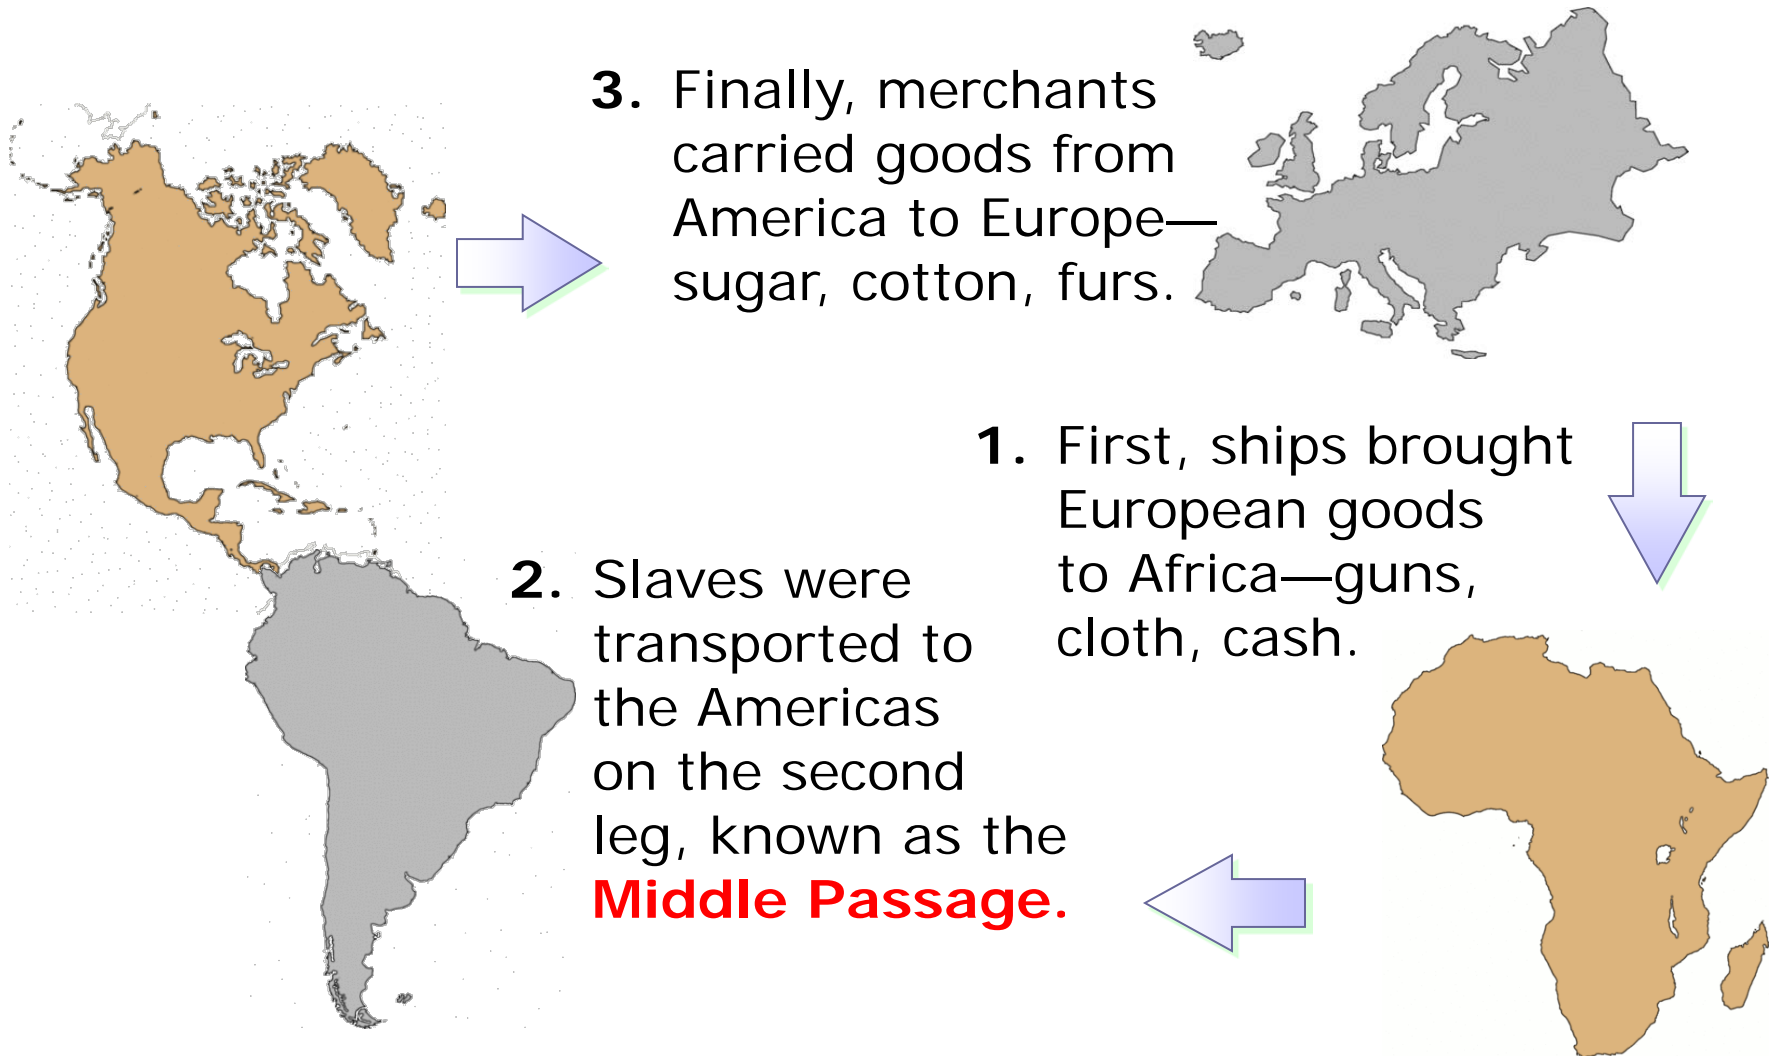 3. Finally, merchants
carried goods from
America to Europe—
sugar, cotton, furs.
1. First, ships brought
European goods
to Africa—guns,
cloth, cash.
2. Slaves were
transported to
the Americas
on the second
leg, known as the
Middle Passage.